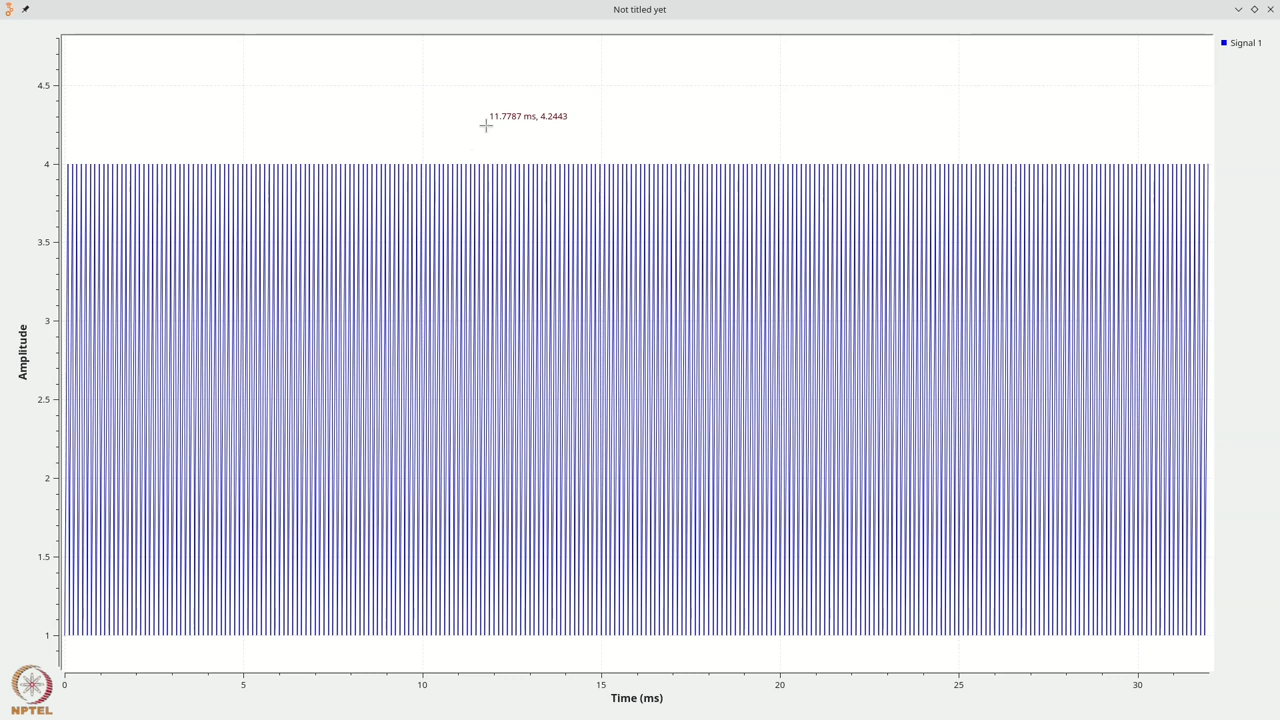 Not titled yet
Signal 1
11.7787 ms, 4.2443
4.5
4
3.5
3
2.5
2
1.5
1
Amplitude
0 5 10 15 20 25 30
Time (ms)
NPTEL